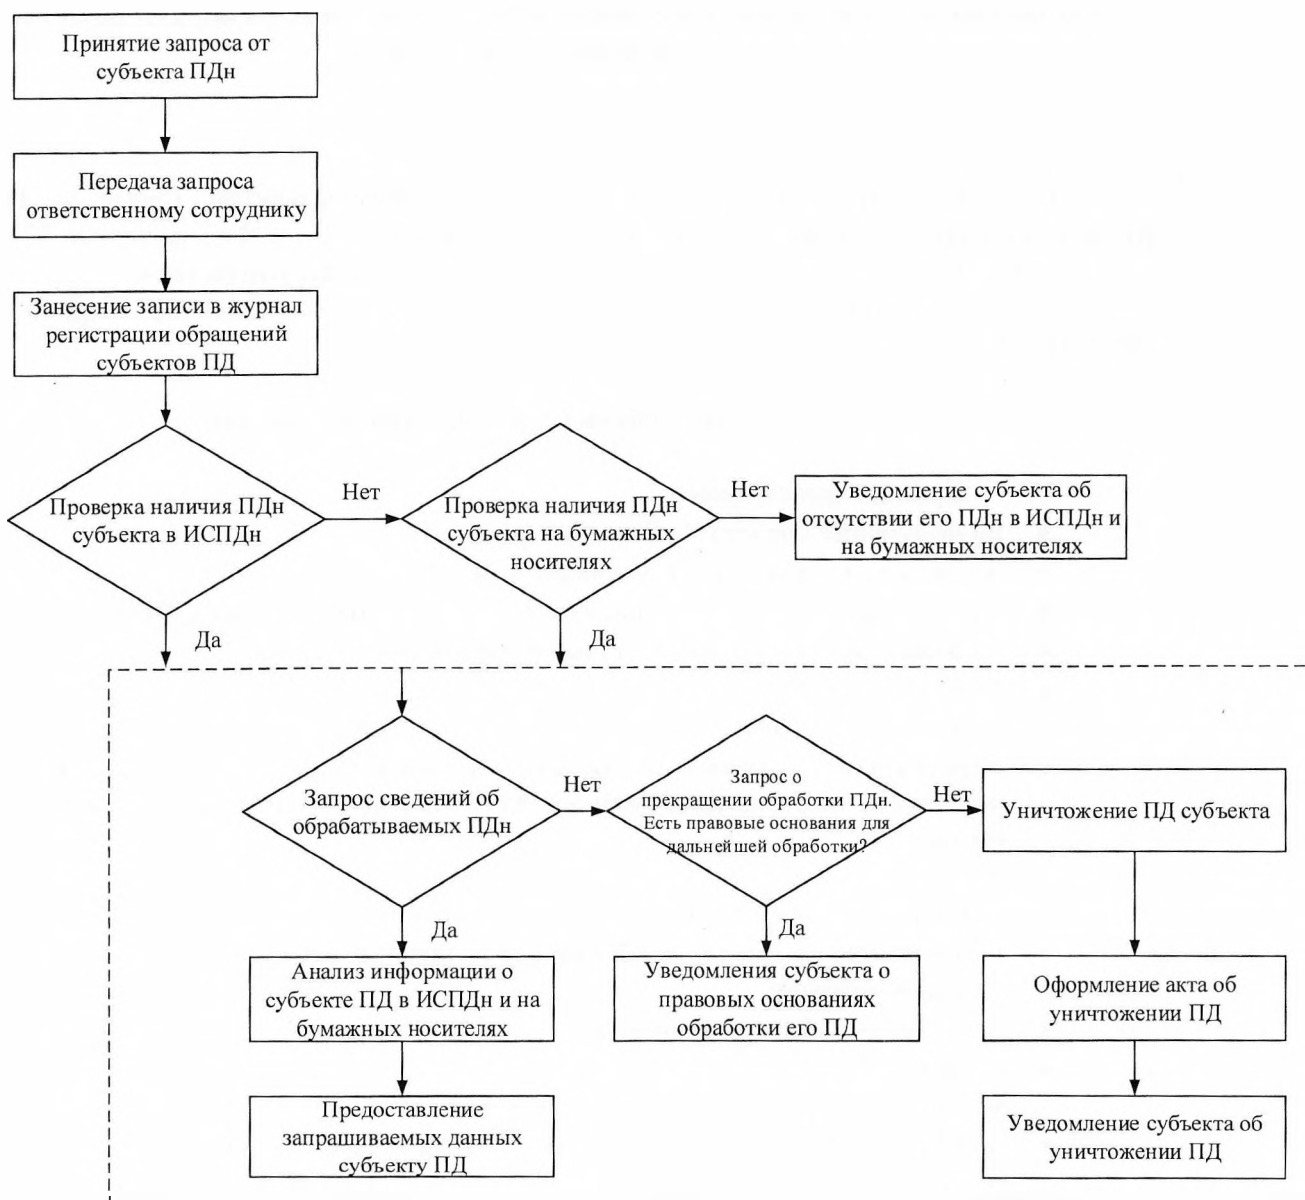 Принятие запроса от
субъекта ПДн
Передача запроса
ответственному сотруднику
Занесение записи в журнал
регистрации обращений
субъектов ПД
Проверка наличия ПДн
субъекта в ИСПДн
Нет
Проверка наличия ПДн
субъекта на бумажных
носителях
Нет
Уведомление субъекта об
отсутствии его ПДн в ИСПДн и
на бумажных носителях
Да
Да
Запрос сведений об
обрабатываемых ПДн
Нет
Запрос о
прекращении обработки ПДн.
Есть правовые основания для
дальнейшей обработки?
Нет
Уничтожение ПД субъекта
Да
Да
Анализ информации о
субъекте ПД в ИСПДн и на
бумажных носителях
Уведомления субъекта о
правовых основаниях
обработки его ПД
Оформление акта об
уничтожении ПД
Предоставление
запрашиваемых данных
субъекту ПД
Уведомление субъекта об
уничтожении ПД